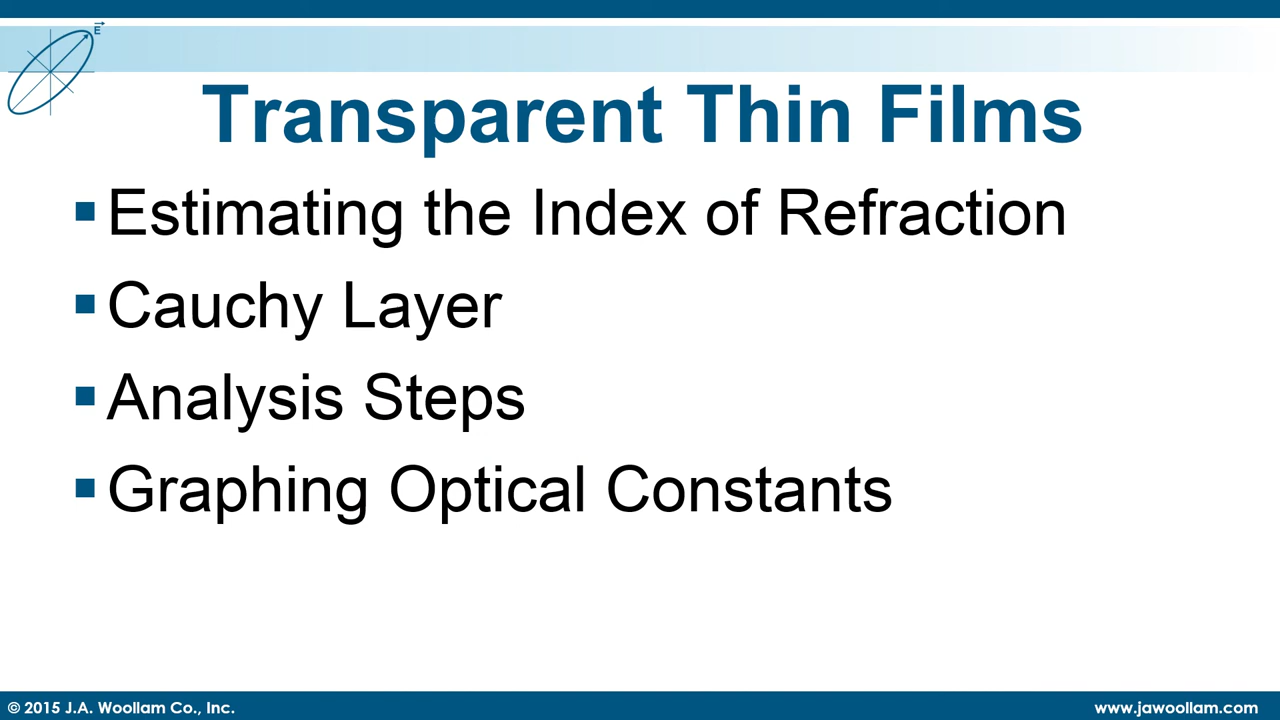 E
Transparent Thin Films
Estimating the Index of Refraction
Cauchy Layer
Analysis Steps
Graphing Optical Constants
© 2015 J.A. Woollam Co., Inc.
www.jawoollam.com